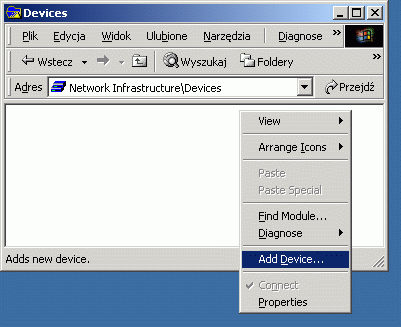 Devices
Plik Edycja Widok Ulubione Narzędzia Diagnose »
Wstecz Wyszukaj Foldery »
Adres Network Infrastructure\Devices Przejdź
View
Arrange Icons
Paste
Paste Special
Find Module...
Diagnose
Add Device...
Connect
Properties
Adds new device.